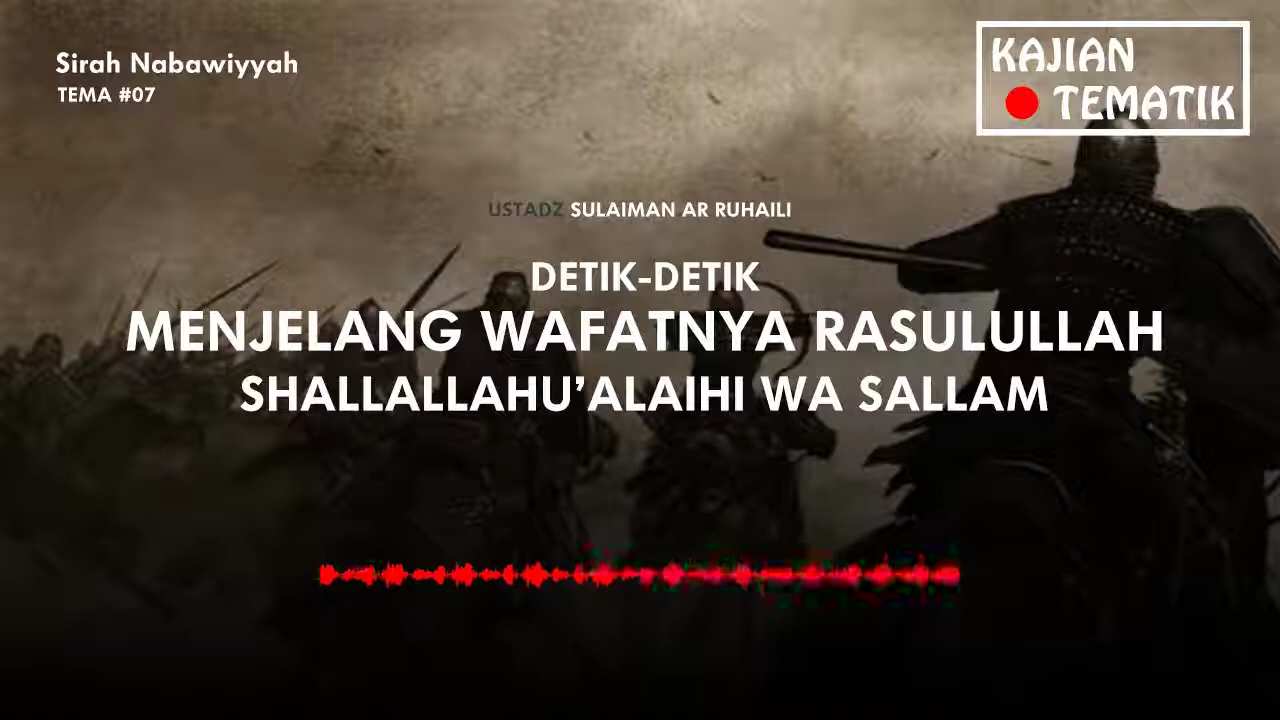 Sirah Nabawiyyah
TEMA #07
KAJIAN
TEMATIK
USTADZ SULAIMAN AR RUHAILI
DETIK-DETIK
MENJELANG WAFATNYA RASULULLAH
SHALLALLAHU’ALAIHI WA SALLAM